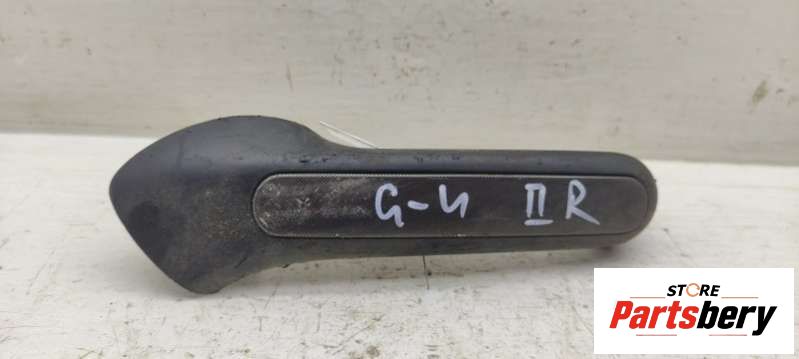 G-4 II R
STORE
Partsbery